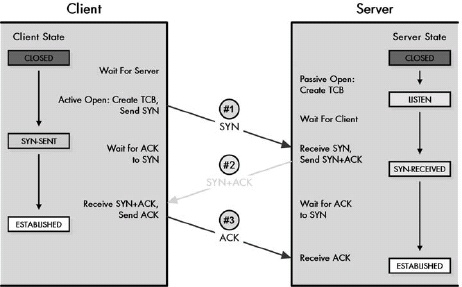 Client
Server
Client State
CLOSED
Wait For Server
Active Open: Create TCB,
Send SYN
SYN-SENT
Wait for ACK
to SYN
Receive SYN+ACK,
Send ACK
ESTABLISHED
#1
SYN
#2
SYN+ACK
#3
ACK
Server State
CLOSED
Passive Open:
Create TCB
LISTEN
Wait For Client
Receive SYN,
Send SYN+ACK
SYN-RECEIVED
Wait for ACK
to SYN
Receive ACK
ESTABLISHED